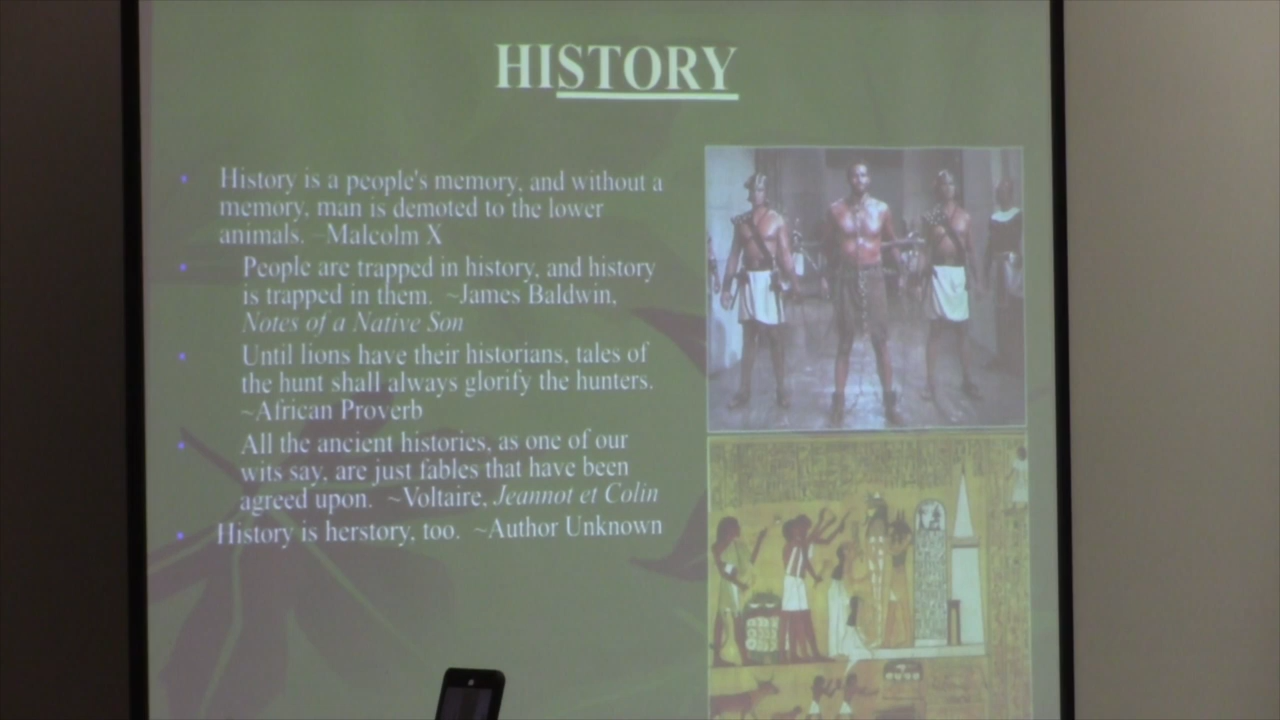 HISTORY
History is a people's memory, and without a
memory, man is demoted to the lower
animals. ~Malcolm X
People are trapped in history, and history
is trapped in them. ~James Baldwin,
Notes of a Native Son
Until lions have their historians, tales of
the hunt shall always glorify the hunters.
~African Proverb
All the ancient histories, as one of our
wits say, are just fables that have been
agreed upon. ~Voltaire, Jeannot et Colin
History is herstory, too. ~Author Unknown